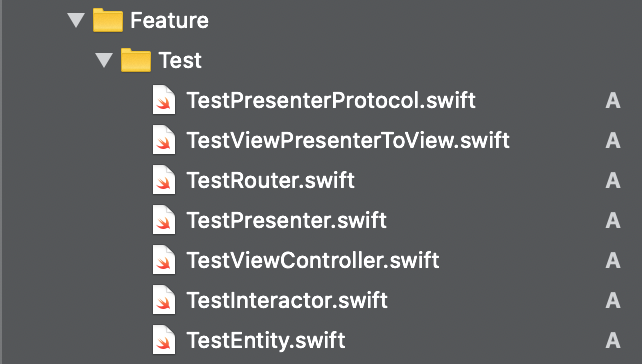 Feature
Test
TestPresenterProtocol.swift A
TestViewPresenterToView.swift A
TestRouter.swift A
TestPresenter.swift A
TestViewController.swift A
TestInteractor.swift A
TestEntity.swift A